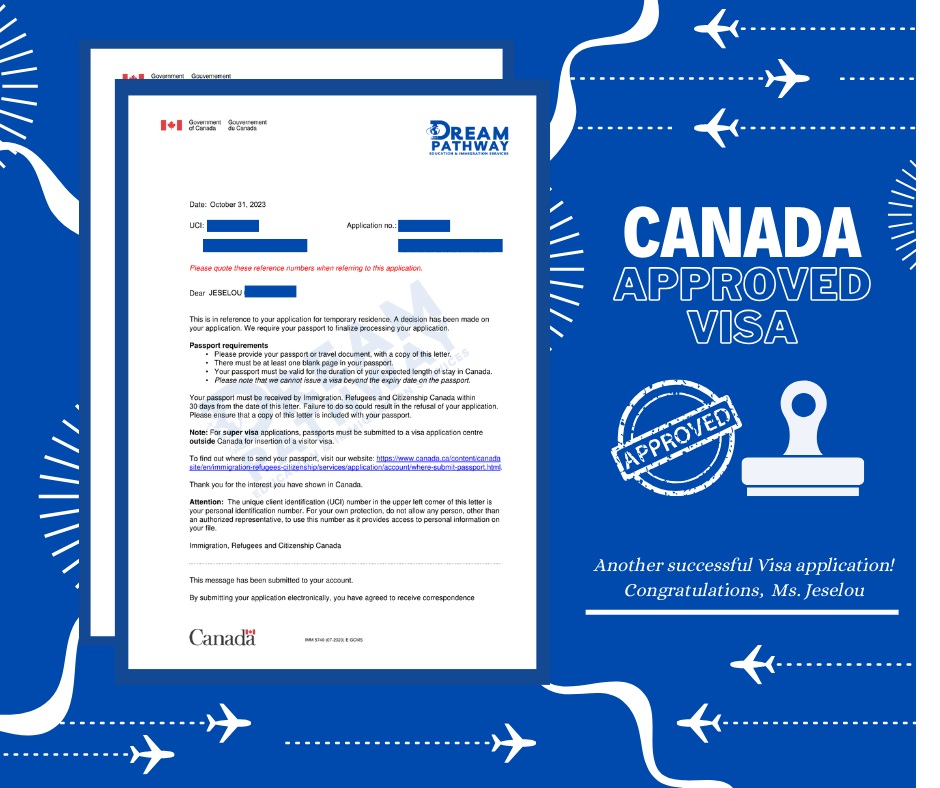 Government Gouvernement
Government Gouvernement
of Canada du Canada
DREAM
PATHWAY
EDUCATION & IMMIGRATION SERVICES
Date: October 31, 2023
UCI:
Application no.:
Please quote these reference numbers when referring to this application.
Dear JESELOU
This is in reference to your application for temporary residence. A decision has been made on
your application. We require your passport to finalize processing your application.
Passport requirements
• Please provide your passport or travel document, with a copy of this letter.
• There must be at least one blank page in your passport.
• Your passport must be valid for the duration of your expected length of stay in Canada.
• Please note that we cannot issue a visa beyond the expiry date on the passport.
Your passport must be received by Immigration, Refugees and Citizenship Canada within
30 days from the date of this letter. Failure to do so could result in the refusal of your application.
Please ensure that a copy of this letter is included with your passport.
Note: For super visa applications, passports must be submitted to a visa application centre
outside Canada for insertion of a visitor visa.
To find out where to send your passport, visit our website: https://www.canada.ca/content/canada
site/en/immigration-refugees-citizenship/services/application/account/where-submit-passport.html.
Thank you for the interest you have shown in Canada.
Attention: The unique client identification (UCI) number in the upper left corner of this letter is
your personal identification number. For your own protection, do not allow any person, other than
an authorized representative, to use this number as it provides access to personal information on
your file.
Immigration, Refugees and Citizenship Canada
This message has been submitted to your account.
By submitting your application electronically, you have agreed to receive correspondence
Canada
IMM 5740 (07-2023) E GCMS
DREAM
PATHWAY
EDUCATION & IMMIGRATION SERVICES
CANADA
APPROVED
VISA
APPROVED
Another successful Visa application!
Congratulations, Ms. Jeselou